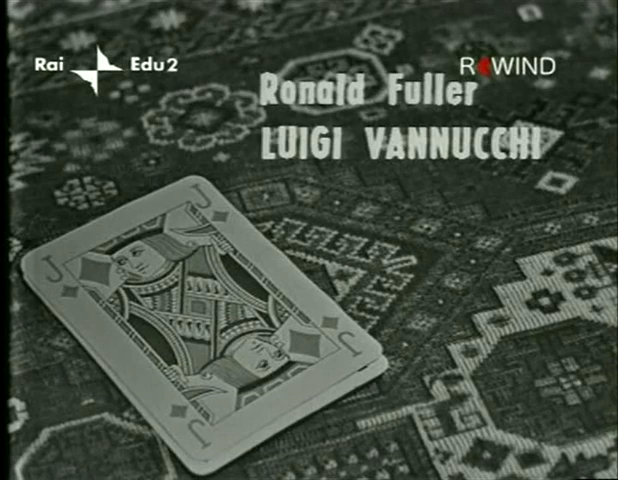 Rai Edu 2
REWIND
Ronald Fuller
LUIGI VANNUCCHI
J
J
J
J